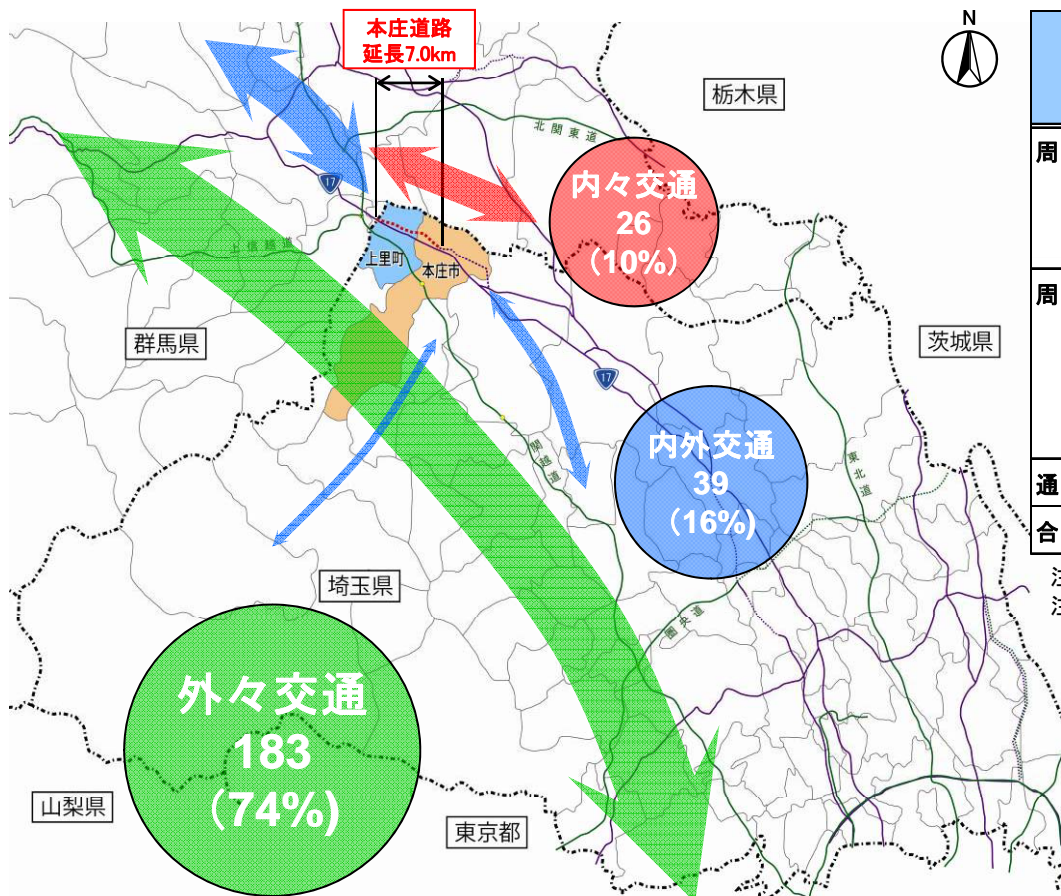 本庄道路
延長7.0km
N
栃木県
北関東道
周
内々交通
26
(10%)
17
上信越道
上里町
本庄市
周
群馬県
茨城県
17
関越道
内外交通
39
(16%)
東北道
通
合
注
注
埼玉県
圏央道
外々交通
183
(74%)
山梨県
東京都